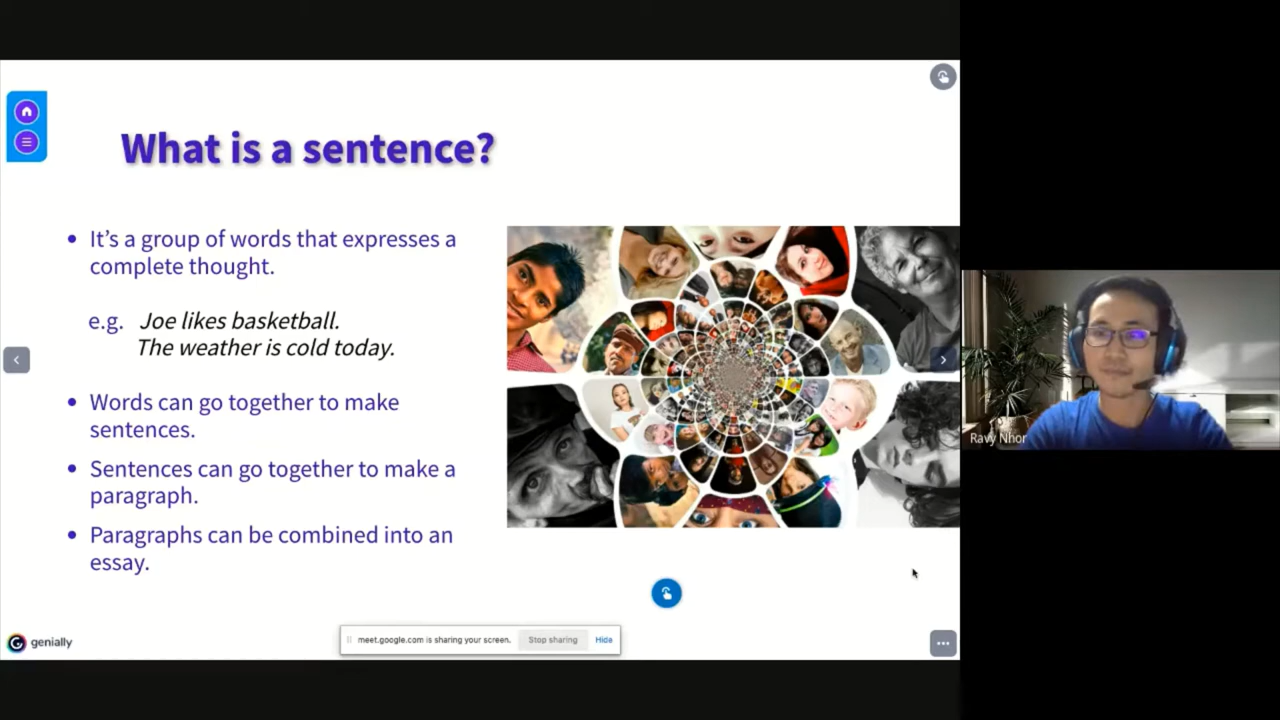 What is a sentence?
• It’s a group of words that expresses a
complete thought.
e.g. Joe likes basketball.
The weather is cold today.
• Words can go together to make
sentences.
• Sentences can go together to make a
paragraph.
• Paragraphs can be combined into an
essay.
Ravy Nhor
genially
meet.google.com is sharing your screen. Stop sharing Hide